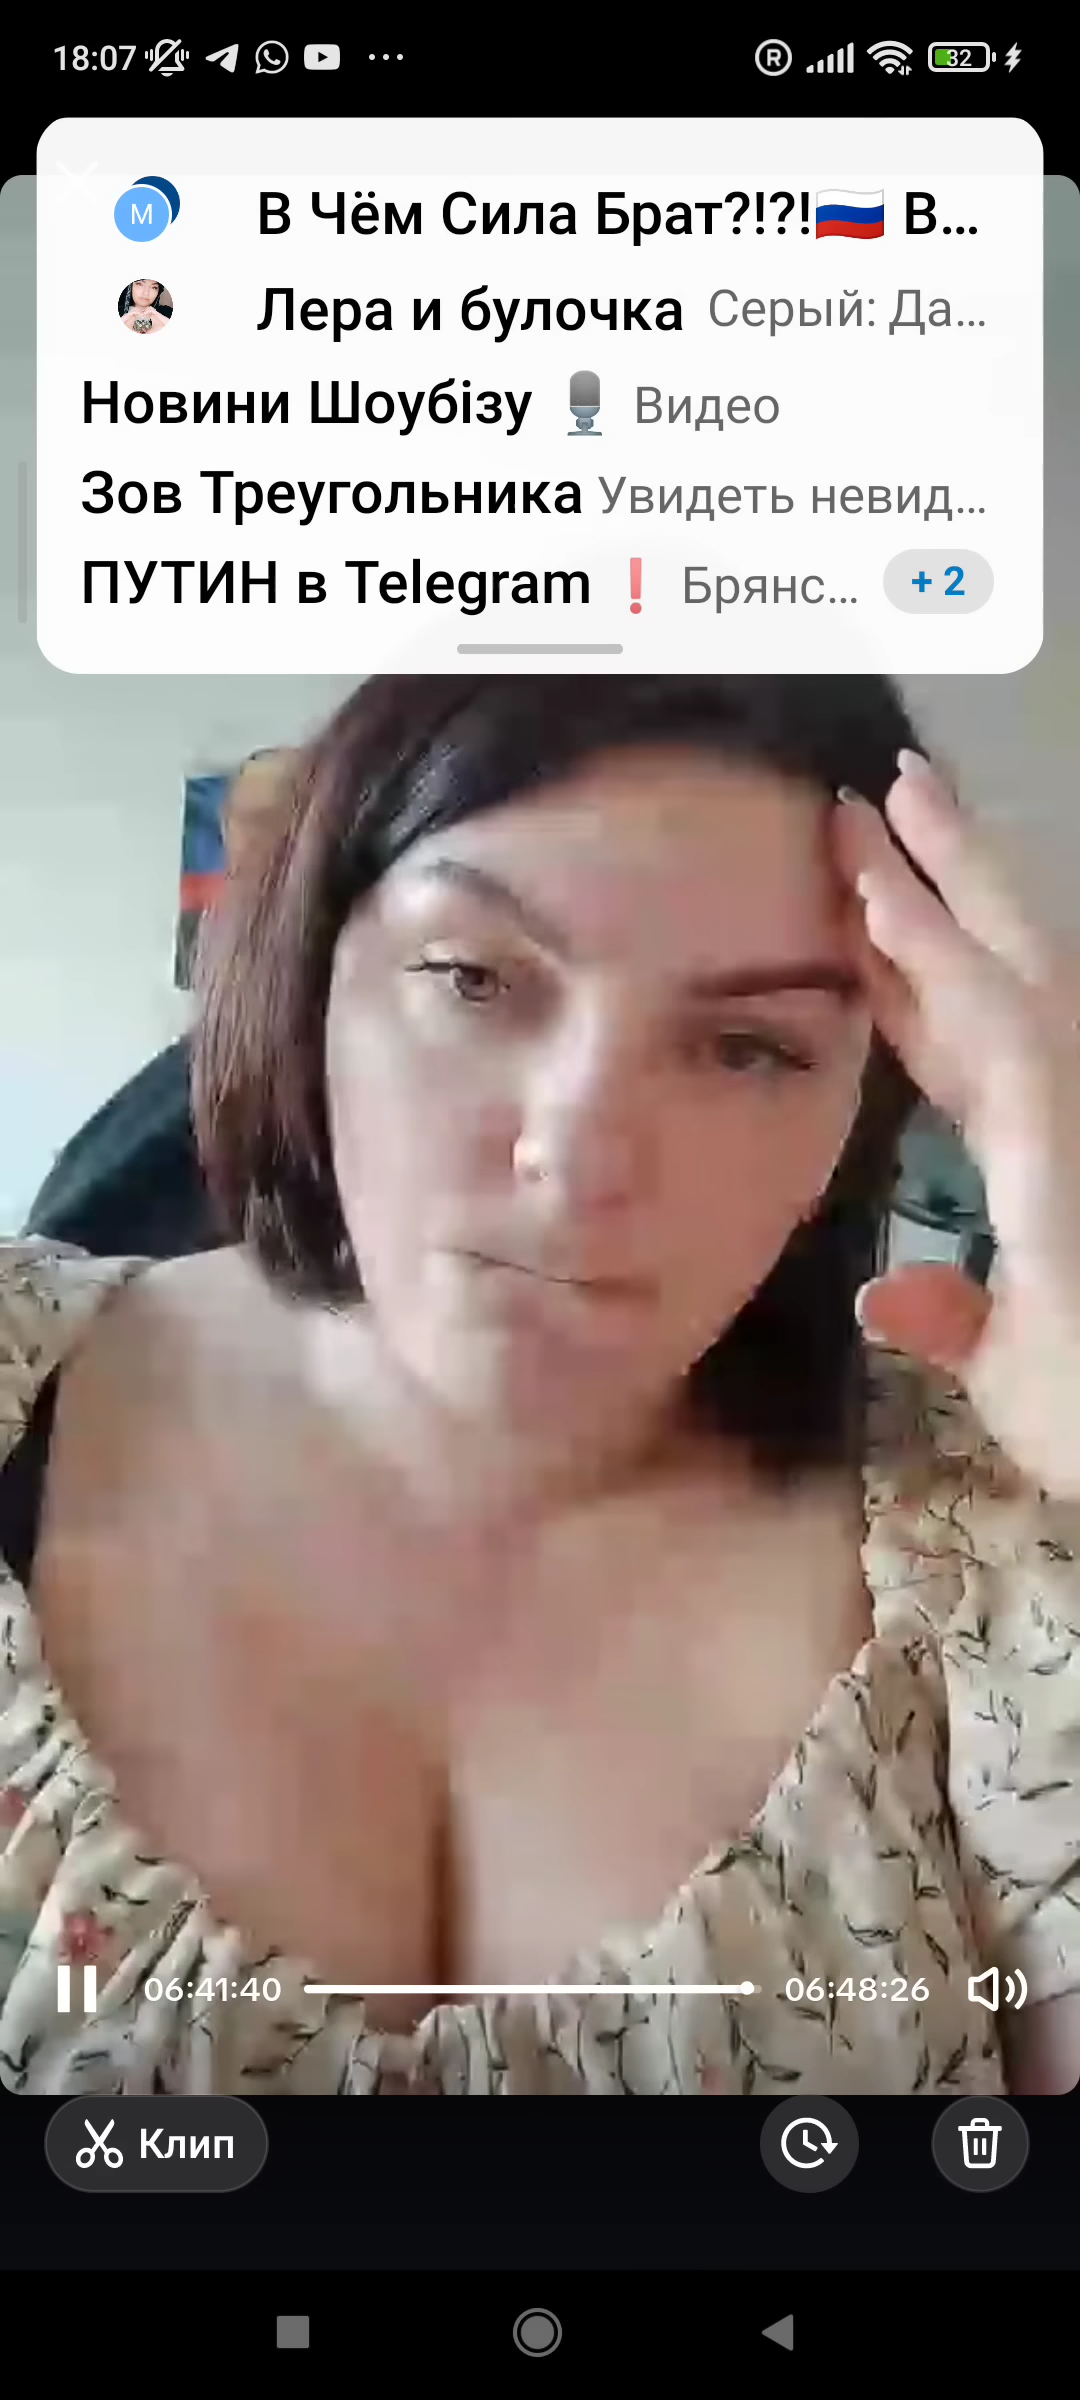 18:07 ® 32
М В Чём Сила Брат?!?!🇷🇺 В...
Лера и булочка Серый: Да...
Новини Шоубізу 🎙 Видео
Зов Треугольника Увидеть невид...
ПУТИН в Telegram ❗ Брянс... + 2
06:41:40 06:48:26
Клип